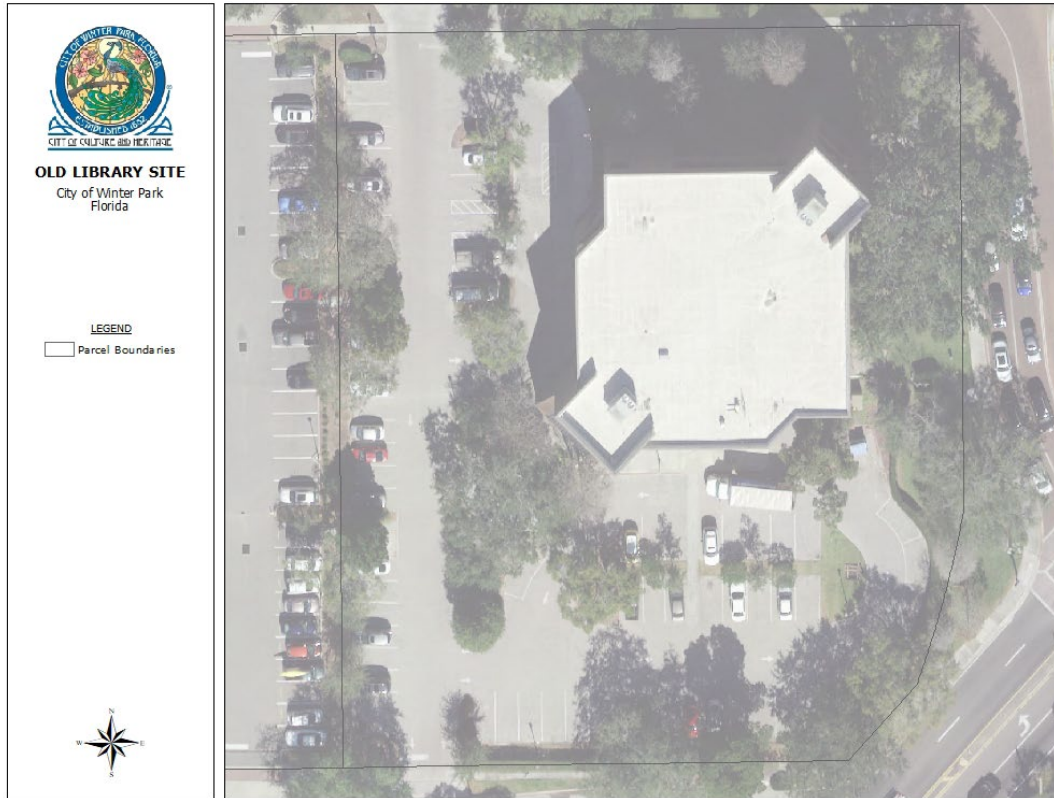 CITY OF WINTER PARK, FLORIDA
ESTABLISHED 1882
CITY OF CULTURE AND HERITAGE
OLD LIBRARY SITE
City of Winter Park
Florida
LEGEND
Parcel Boundaries
N
W E
S